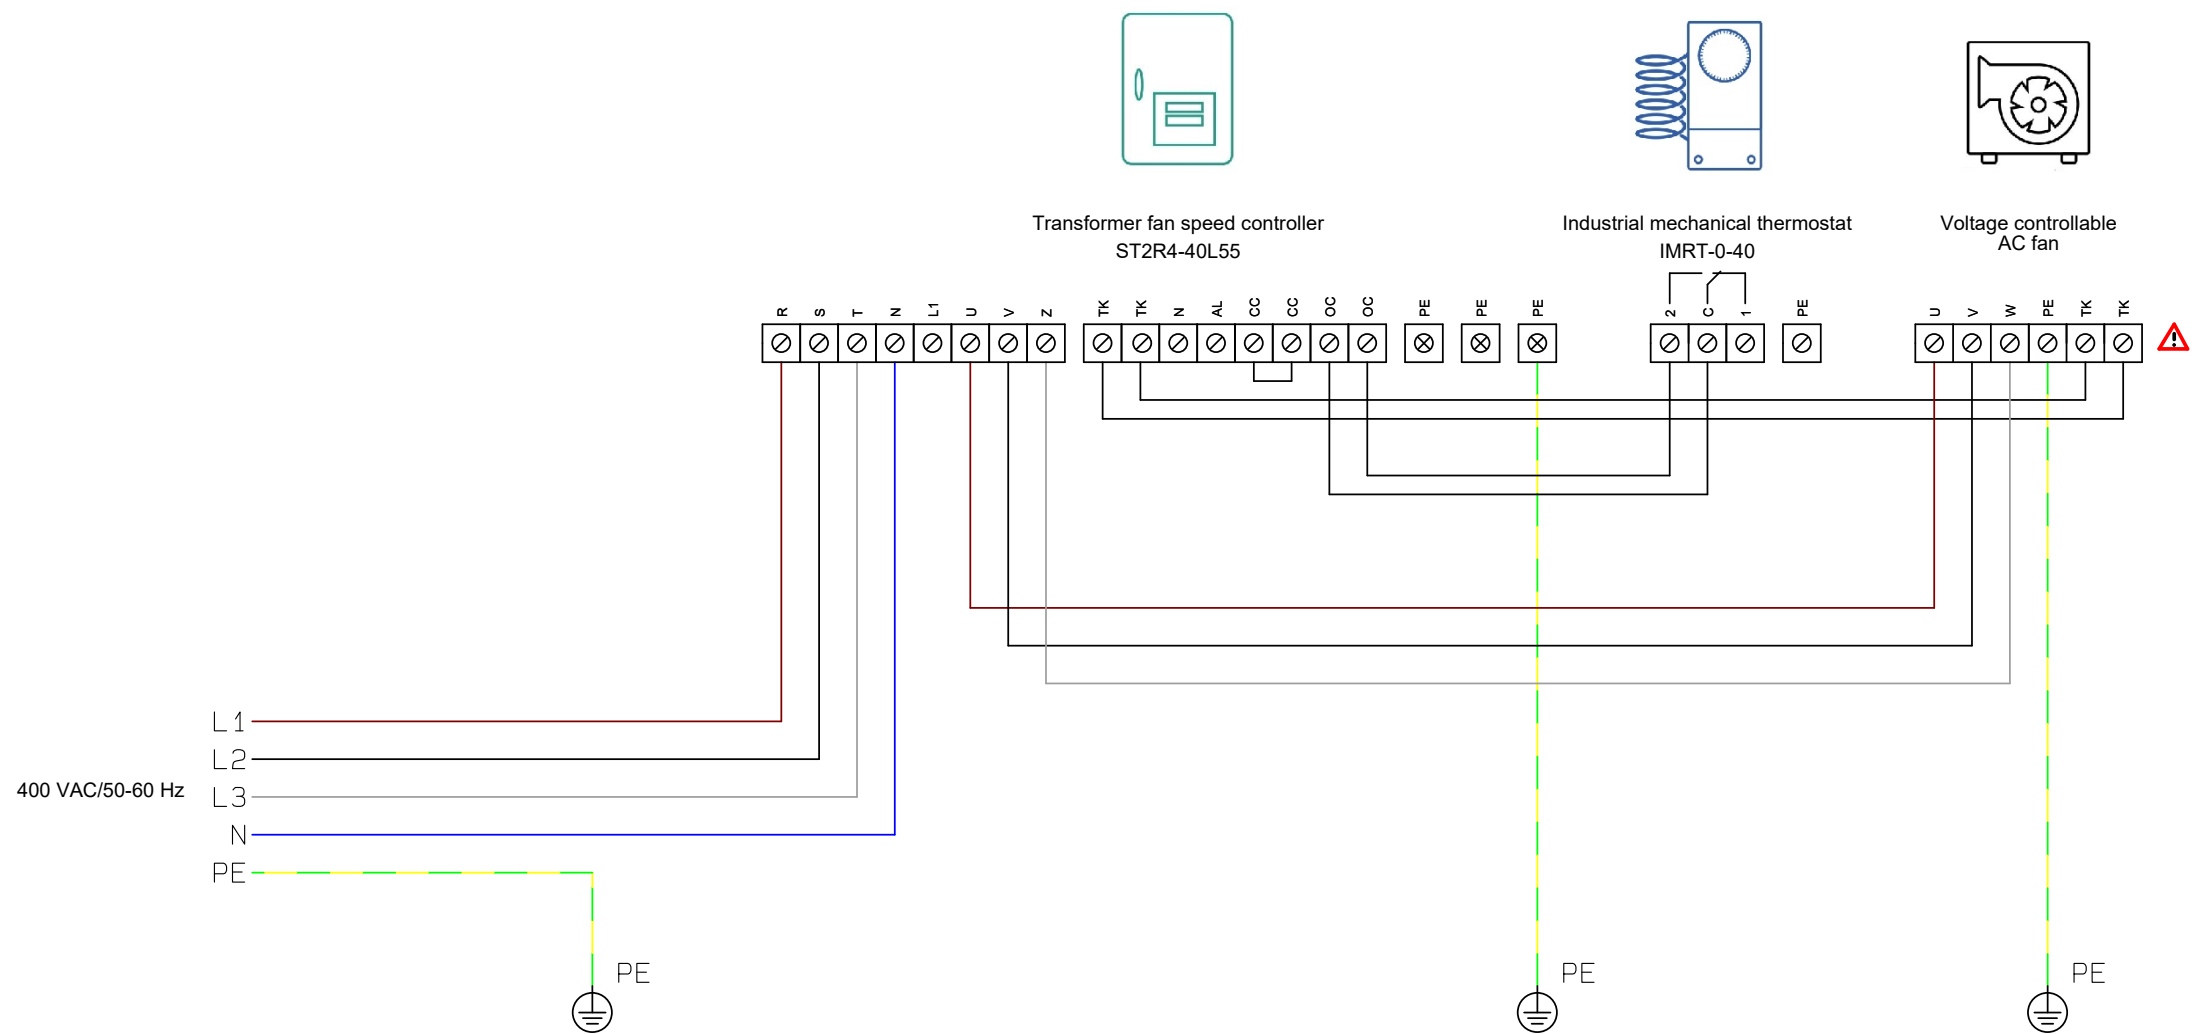 Transformer fan speed controller
ST2R4-40L55
Industrial mechanical thermostat
IMRT-0-40
Voltage controllable
AC fan
R S T N L1 U V Z
TK TK N AL CC CC OC OC
PE PE PE
2 C 1 PE
U V W PE TK TK
400 VAC/50-60 Hz
L1
L2
L3
N
PE
PE
PE
PE